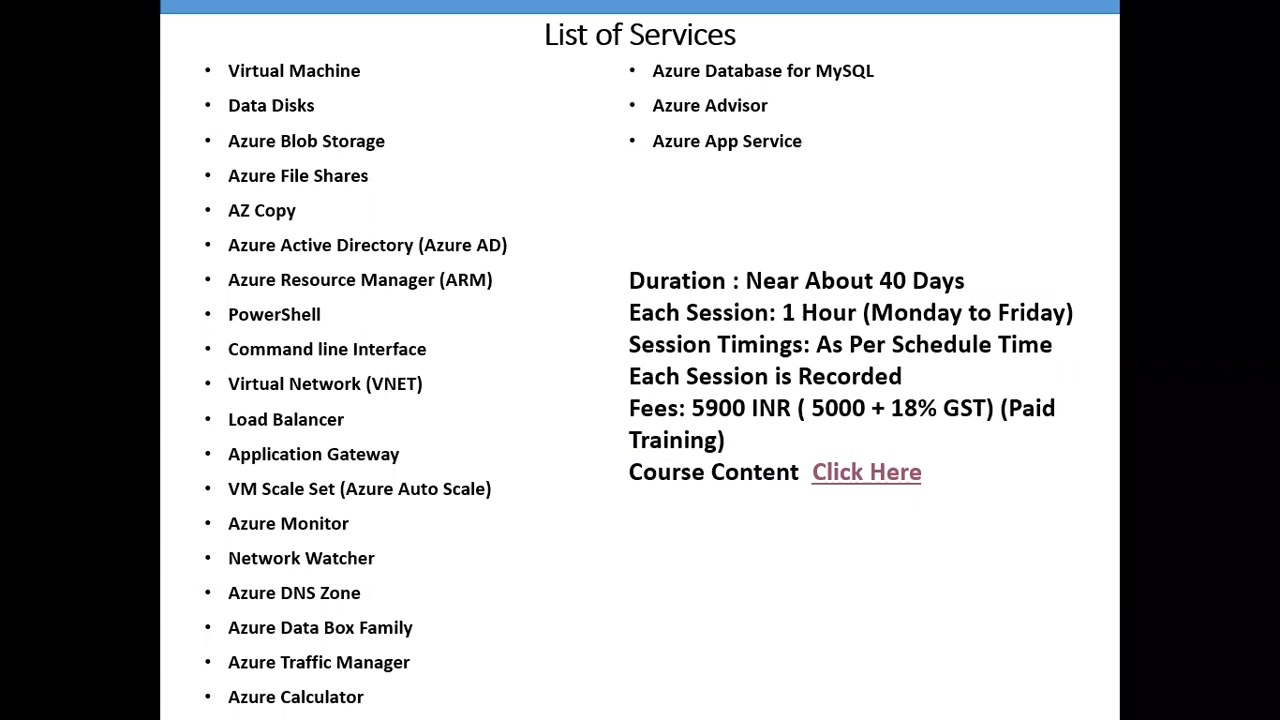 List of Services
• Virtual Machine
• Data Disks
• Azure Blob Storage
• Azure File Shares
• AZ Copy
• Azure Active Directory (Azure AD)
• Azure Resource Manager (ARM)
• PowerShell
• Command line Interface
• Virtual Network (VNET)
• Load Balancer
• Application Gateway
• VM Scale Set (Azure Auto Scale)
• Azure Monitor
• Network Watcher
• Azure DNS Zone
• Azure Data Box Family
• Azure Traffic Manager
• Azure Calculator
• Azure Database for MySQL
• Azure Advisor
• Azure App Service
Duration : Near About 40 Days
Each Session: 1 Hour (Monday to Friday)
Session Timings: As Per Schedule Time
Each Session is Recorded
Fees: 5900 INR ( 5000 + 18% GST) (Paid
Training)
Course Content Click Here